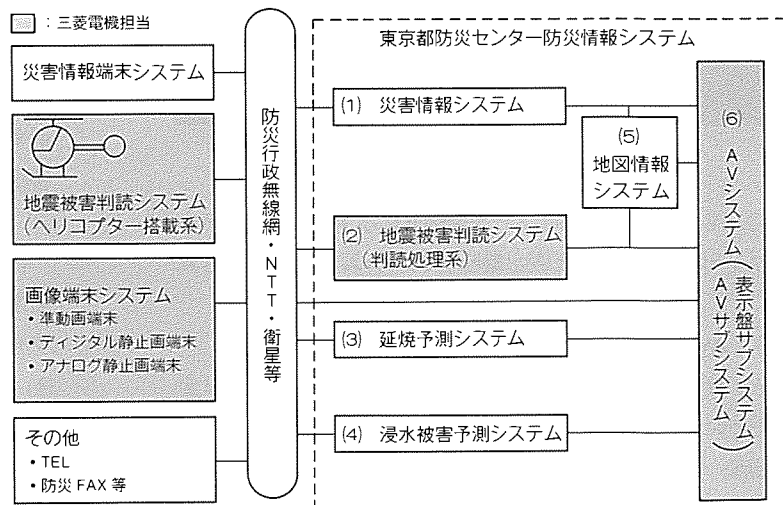 ：三菱電機担当
災害情報端末システム
地震被害判読システム
(ヘリコプター搭載系)
画像端末システム
・準動画端末
・ディジタル静止画端末
・アナログ静止画端末
その他
・TEL
・防災 FAX 等
防災行政無線網・NTT・衛星等
東京都防災センター防災情報システム
(1) 災害情報システム
(5)
地図情報
システム
(2) 地震被害判読システム
(判読処理系)
(3) 延焼予測システム
(4) 浸水被害予測システム
(6) AVシステム
(表示盤サブシステム
AVサブシステム)